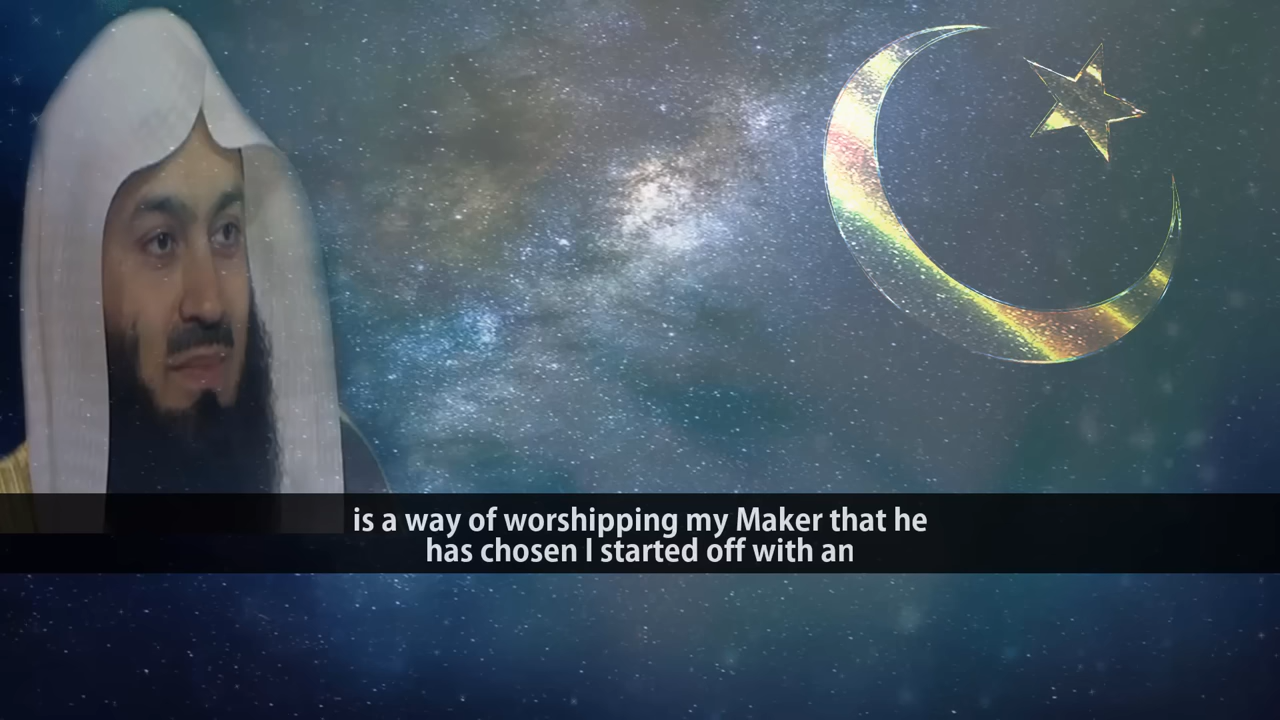 is a way of worshipping my Maker that he
has chosen I started off with an